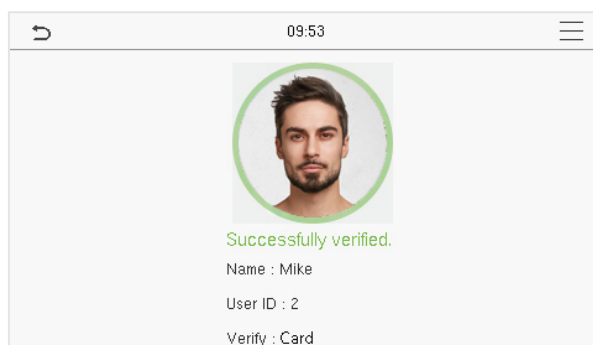 09:53
Successfully verified.
Name : Mike
User ID : 2
Verify : Card